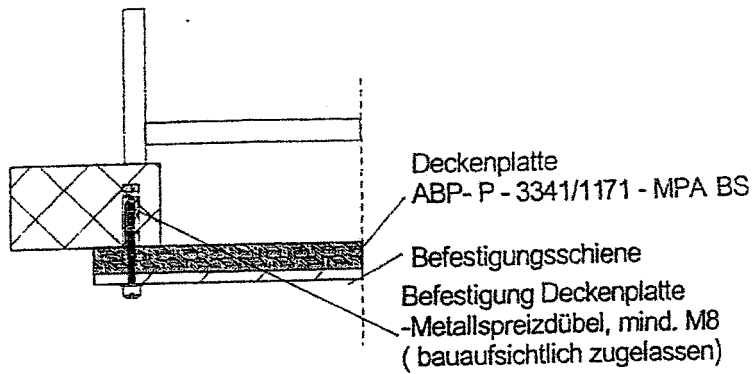 Deckenplatte
ABP- P - 3341/1171 - MPA BS
Befestigungsschiene
Befestigung Deckenplatte
-Metallspreizdübel, mind. M8
( bauaufsichtlich zugelassen)